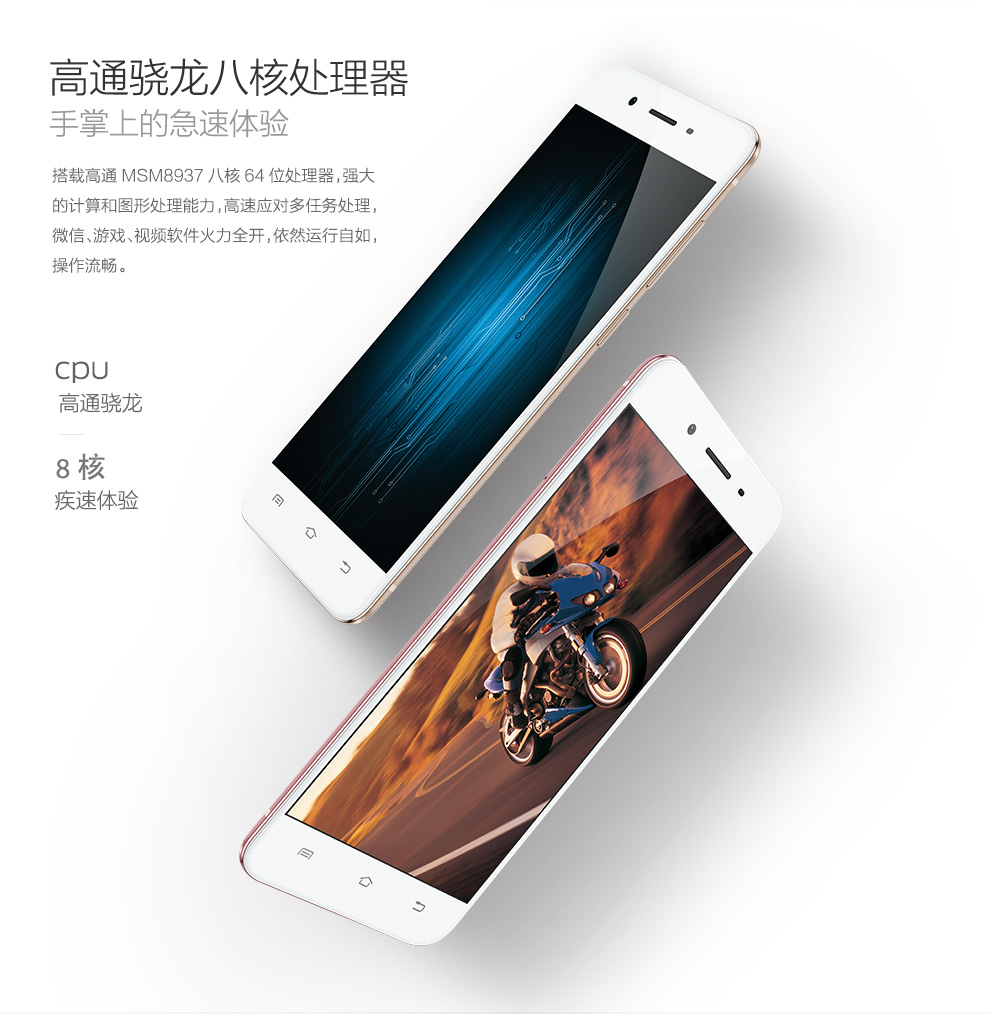 高通骁龙八核处理器
手掌上的急速体验
搭载高通 MSM8937 八核 64 位处理器，强大
的计算和图形处理能力，高速应对多任务处理，
微信、游戏、视频软件火力全开，依然运行自如，
操作流畅。
cpu
高通骁龙
8 核
疾速体验